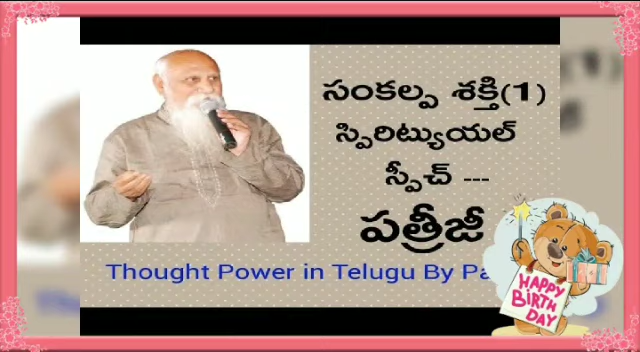 సంకల్ప శక్తి(1)
స్పిరిట్యుయల్
స్పీచ్ ---
పత్రీజీ
Thought Power in Telugu By Pa
HAPPY
BiRTH
DAY